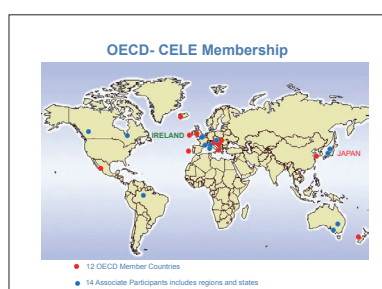 OECD- CELE Membership
IRELAND
JAPAN
12 OECD Member Countries
14 Associate Participants includes regions and states